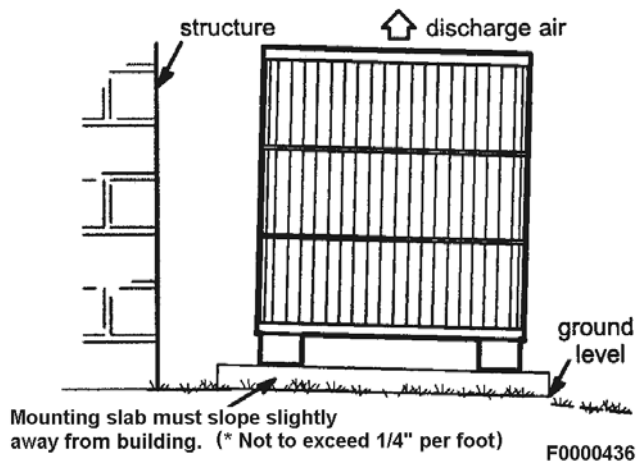 structure
discharge air
ground
level
Mounting slab must slope slightly
away from building. (* Not to exceed 1/4" per foot)
F0000436